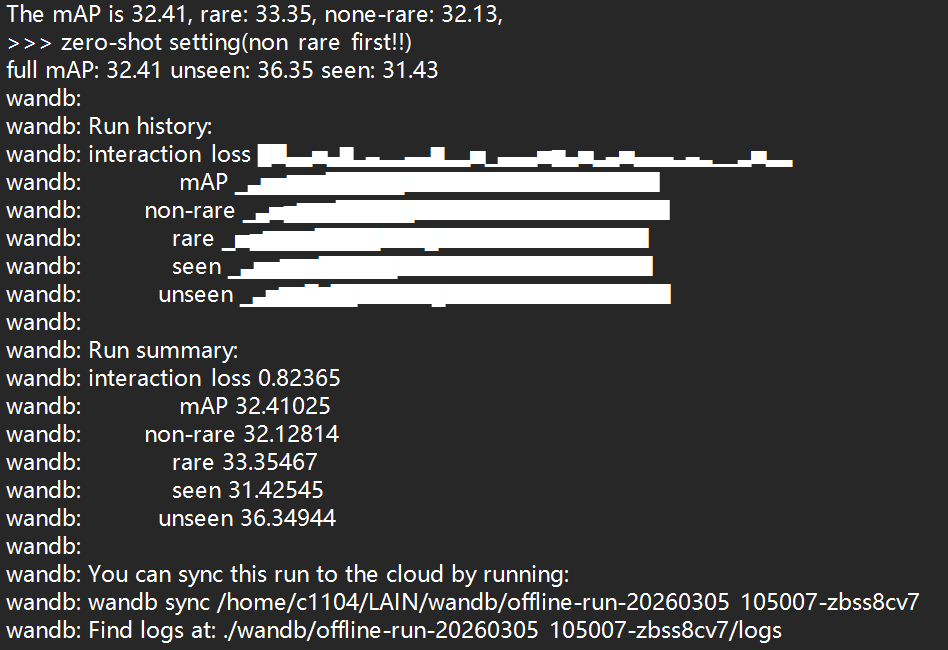 The mAP is 32.41, rare: 33.35, none-rare: 32.13,
>>> zero-shot setting(non rare first!!)
full mAP: 32.41 unseen: 36.35 seen: 31.43
wandb:
wandb: Run history:
wandb: interaction loss
wandb: mAP
wandb: non-rare
wandb: rare
wandb: seen
wandb: unseen
wandb:
wandb: Run summary:
wandb: interaction loss 0.82365
wandb: mAP 32.41025
wandb: non-rare 32.12814
wandb: rare 33.35467
wandb: seen 31.42545
wandb: unseen 36.34944
wandb:
wandb: You can sync this run to the cloud by running:
wandb: wandb sync /home/c1104/LAIN/wandb/offline-run-20260305 105007-zbss8cv7
wandb: Find logs at: ./wandb/offline-run-20260305 105007-zbss8cv7/logs